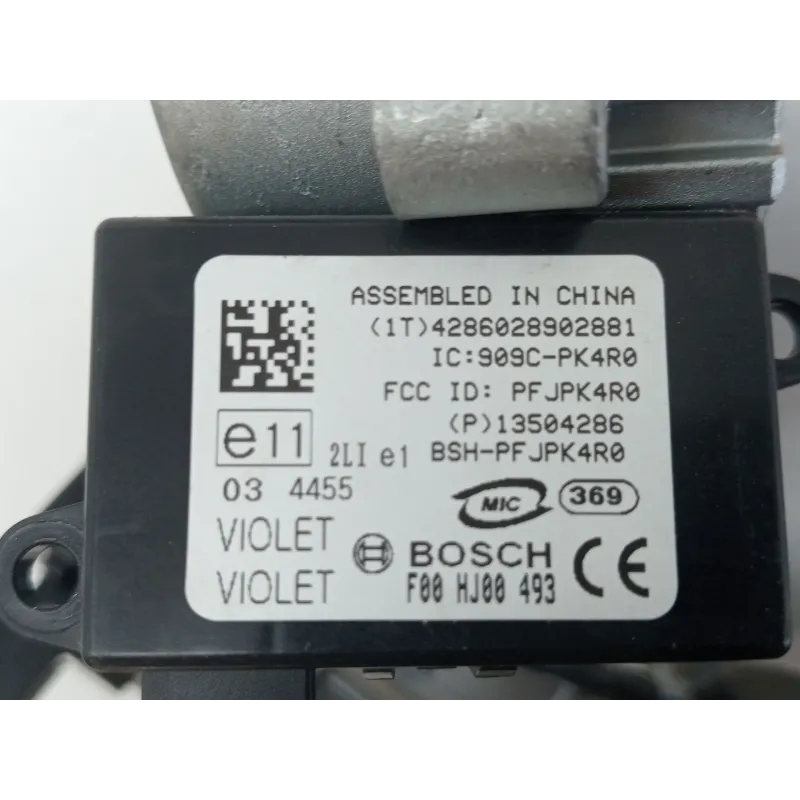 ASSEMBLED IN CHINA
(1T)4286028902881
IC:909C-PK4R0
FCC ID: PFJPK4R0
(P)13504286
e11 2LI e1 BSH-PFJPK4R0
03 4455
MIC 369
VIOLET
BOSCH CE
VIOLET
F00 HJ00 493